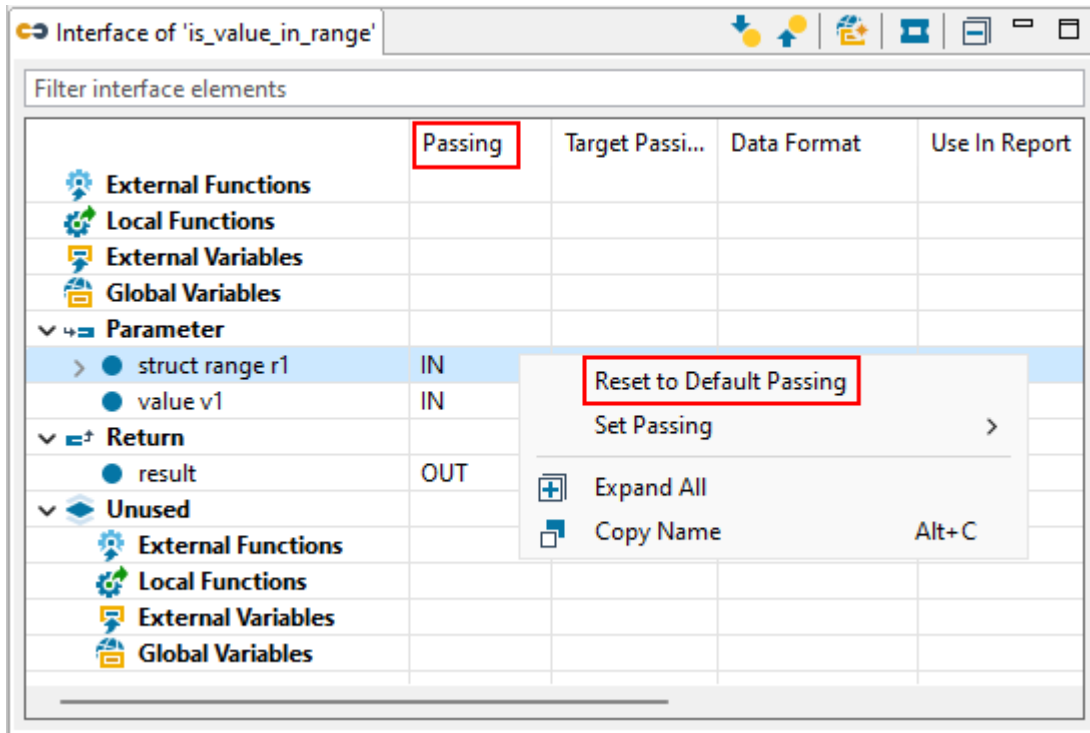 Interface of 'is_value_in_range'
Filter interface elements
Passing Target Passi... Data Format Use In Report
External Functions
Local Functions
External Variables
Global Variables
Parameter
struct range r1 IN
Reset to Default Passing
value v1 IN
Set Passing
Return
result OUT
Expand All
Unused
Copy Name Alt+C
External Functions
Local Functions
External Variables
Global Variables